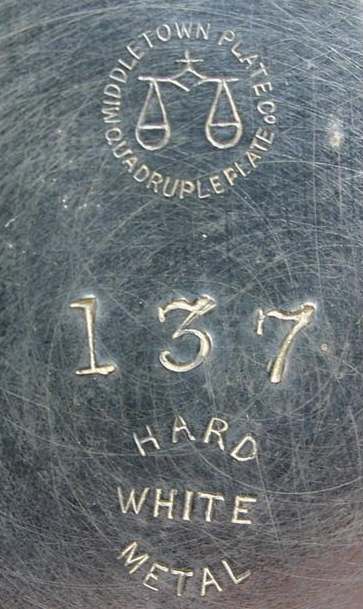 MIDDLETOWN PLATE Co
QUADRUPLE PLATE
137
HARD
WHITE
METAL